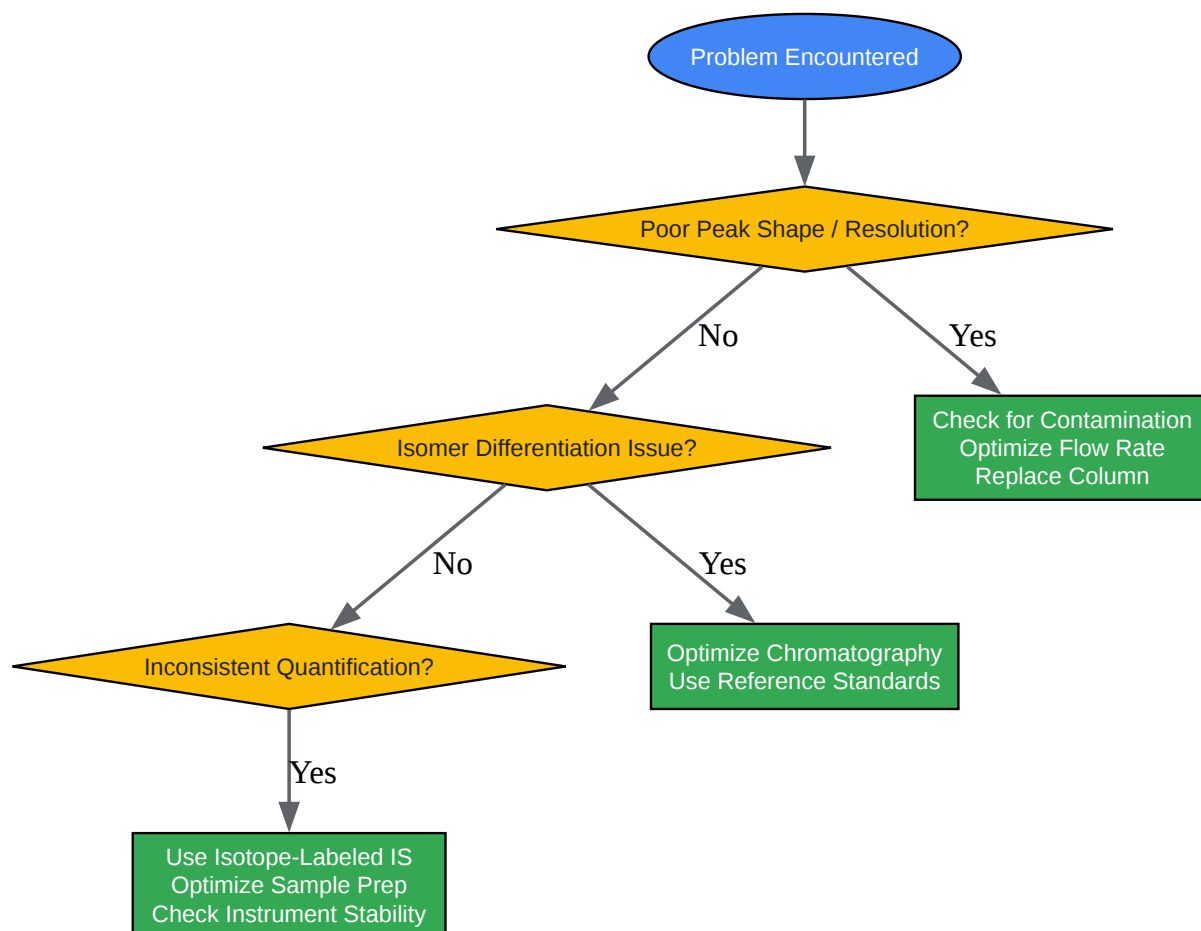 Problem Encountered
Poor Peak Shape / Resolution?
No
Yes
Check for Contamination
Optimize Flow Rate
Replace Column
Isomer Differentiation Issue?
No
Yes
Optimize Chromatography
Use Reference Standards
Inconsistent Quantification?
Yes
Use Isotope-Labeled IS
Optimize Sample Prep
Check Instrument Stability